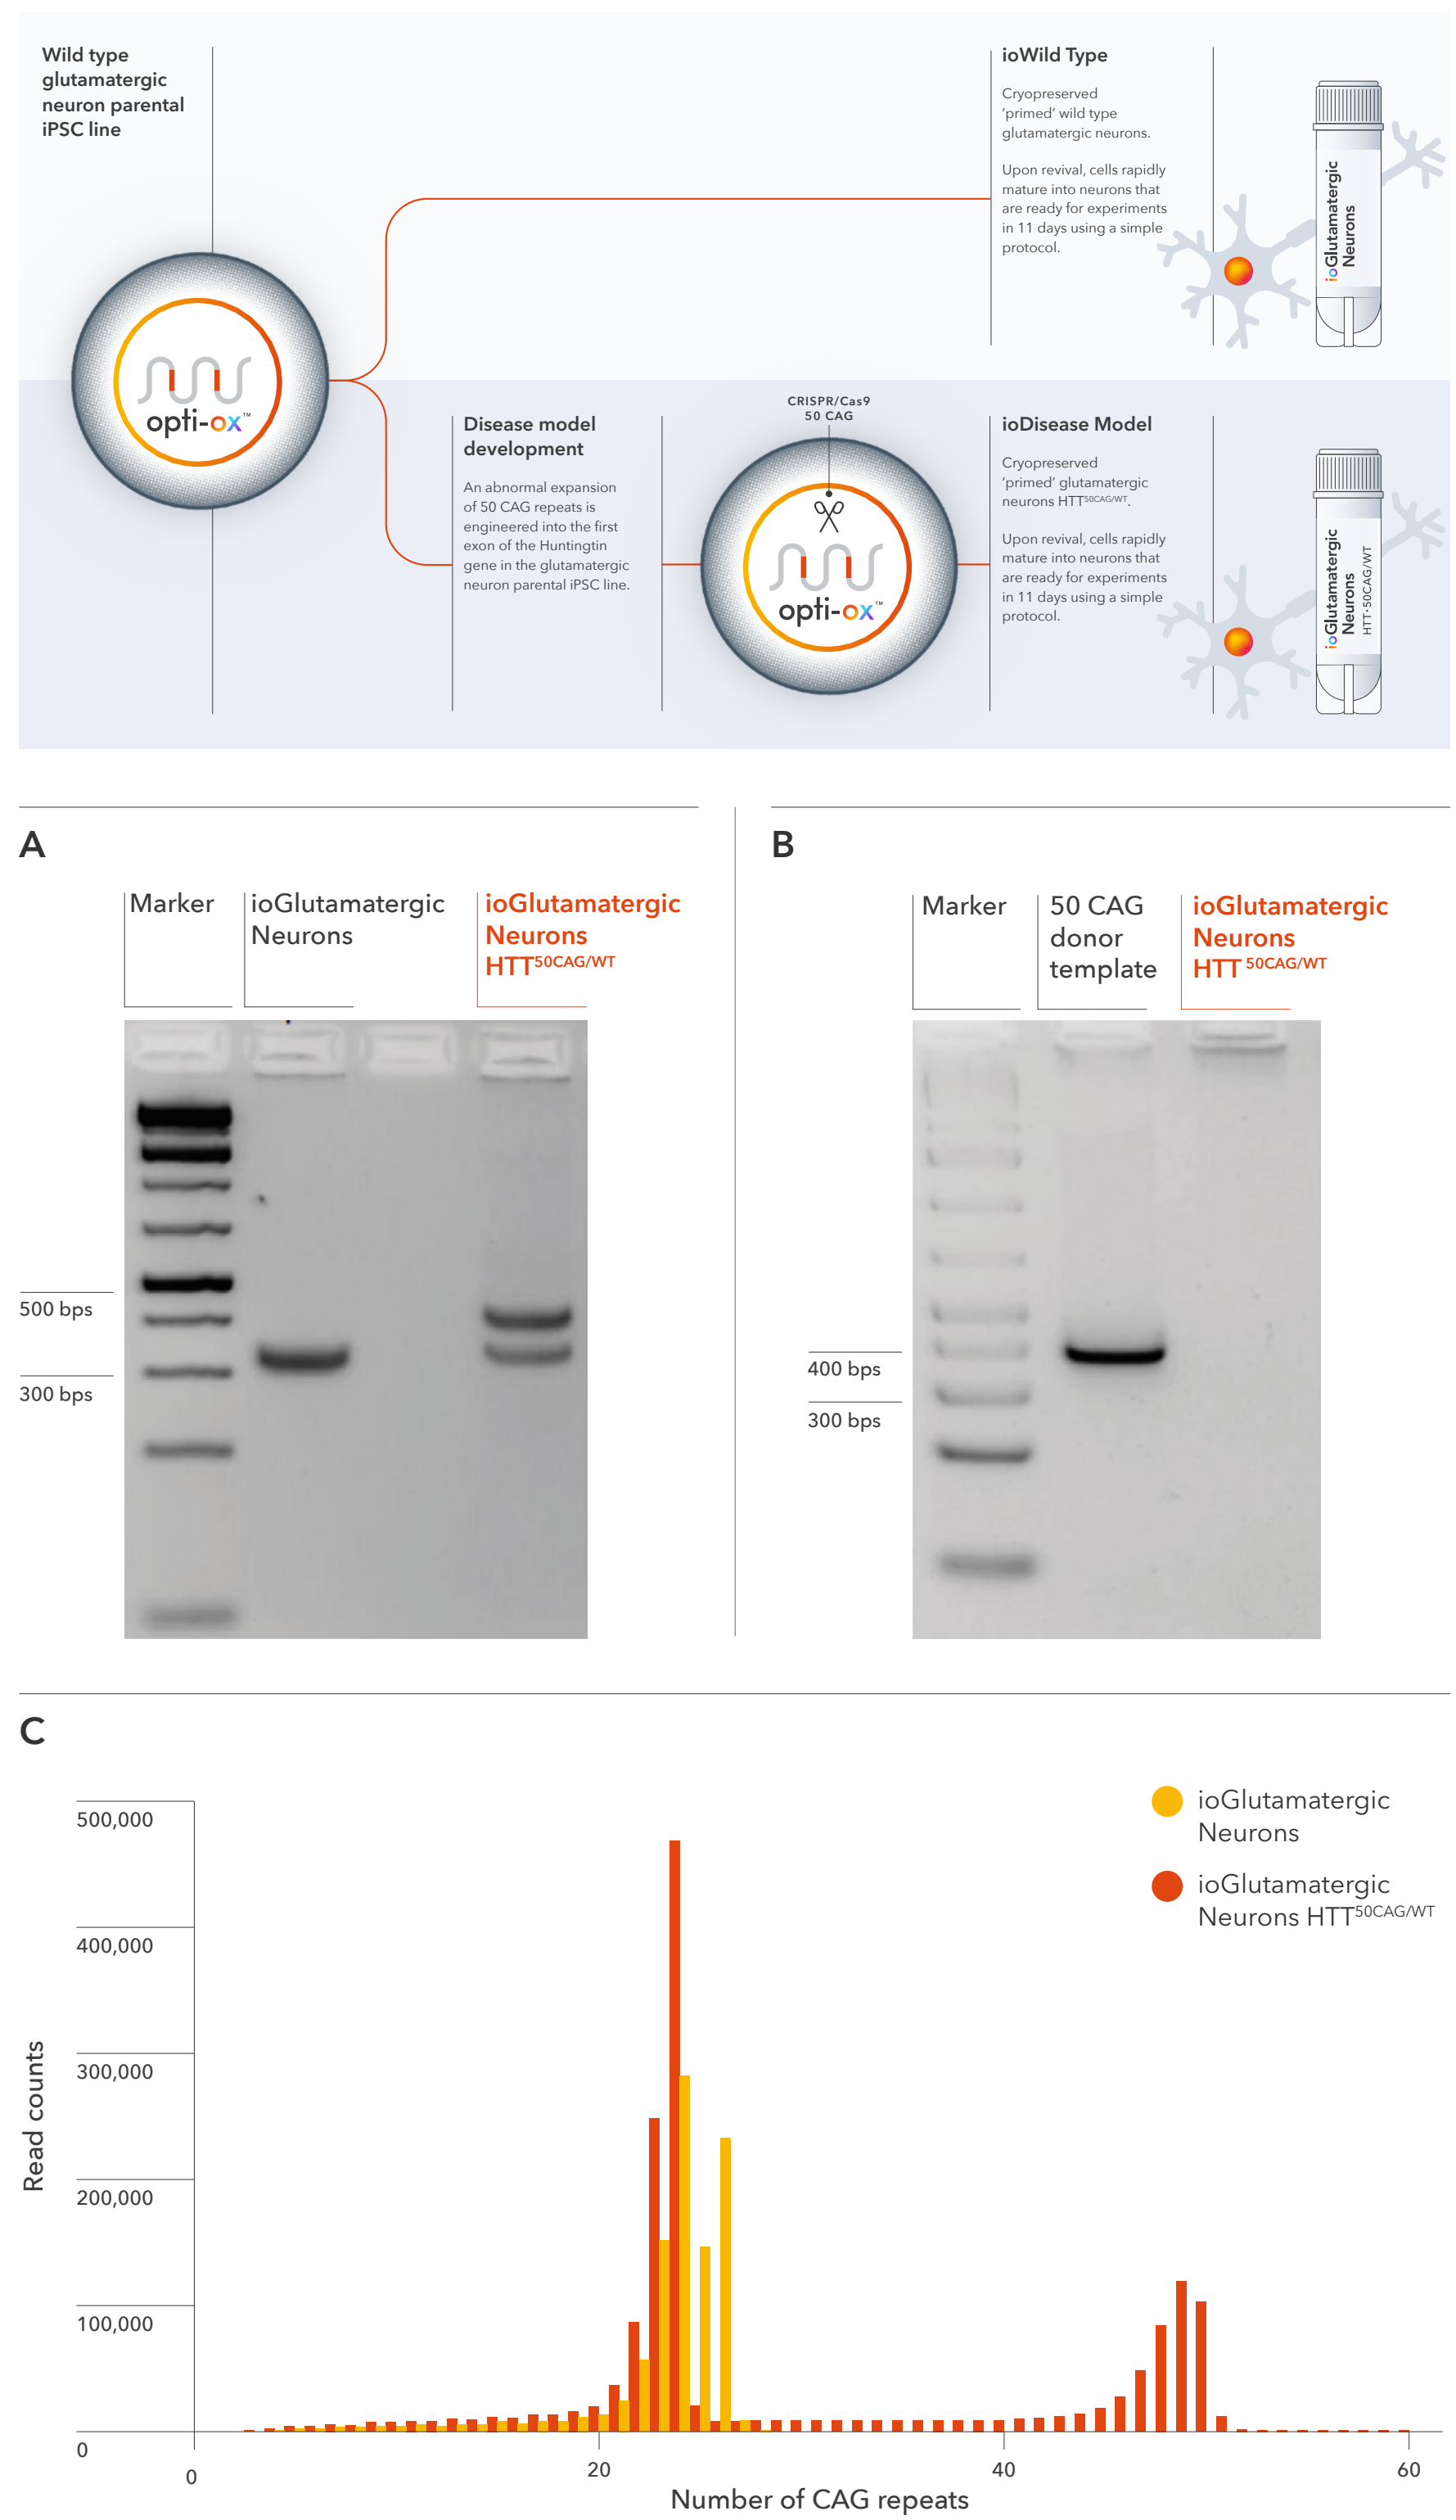 Wild type
glutamatergic
neuron parental
iPSC line
opti-ox™
ioWild Type
Cryopreserved
‘primed’ wild type
glutamatergic neurons.
Upon revival, cells rapidly
mature into neurons that
are ready for experiments
in 11 days using a simple
protocol.
ioGlutamatergic
Neurons
Disease model
development
An abnormal expansion
of 50 CAG repeats is
engineered into the first
exon of the Huntingtin
gene in the glutamatergic
neuron parental iPSC line.
CRISPR/Cas9
50 CAG
opti-ox™
ioDisease Model
Cryopreserved
‘primed’ glutamatergic
neurons HTT50CAG/WT.
Upon revival, cells rapidly
mature into neurons that
are ready for experiments
in 11 days using a simple
protocol.
ioGlutamatergic
Neurons
HTT·50CAG/WT
A
Marker
ioGlutamatergic
Neurons
ioGlutamatergic
Neurons
HTT50CAG/WT
500 bps
300 bps
B
Marker
50 CAG
donor
template
ioGlutamatergic
Neurons
HTT 50CAG/WT
400 bps
300 bps
C
500,000
400,000
300,000
200,000
100,000
0
Read counts
ioGlutamatergic
Neurons
ioGlutamatergic
Neurons HTT50CAG/WT
0
20
40
60
Number of CAG repeats